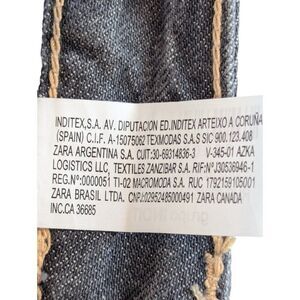 INDITEX,S.A. AV. DIPUTACION ED.INDITEX ARTEIXO A CORUÑA
(SPAIN) C.I.F. A-15075062 TEXMODAS S.A.S SIC 900.123.408
ZARA ARGENTINA S.A. CUIT:30-69314836-3 V-345-01 AZKA
LOGISTICS LLC, TEXTILES ZANZIBAR S.A. RIF:Nº J30536946-1
REG.Nº:0000051 TI-02 MACROMODA S.A. RUC 1792159105001
ZARA BRASIL LTDA. CNPJ:02952485000491 ZARA CANADA
INC.CA 36685